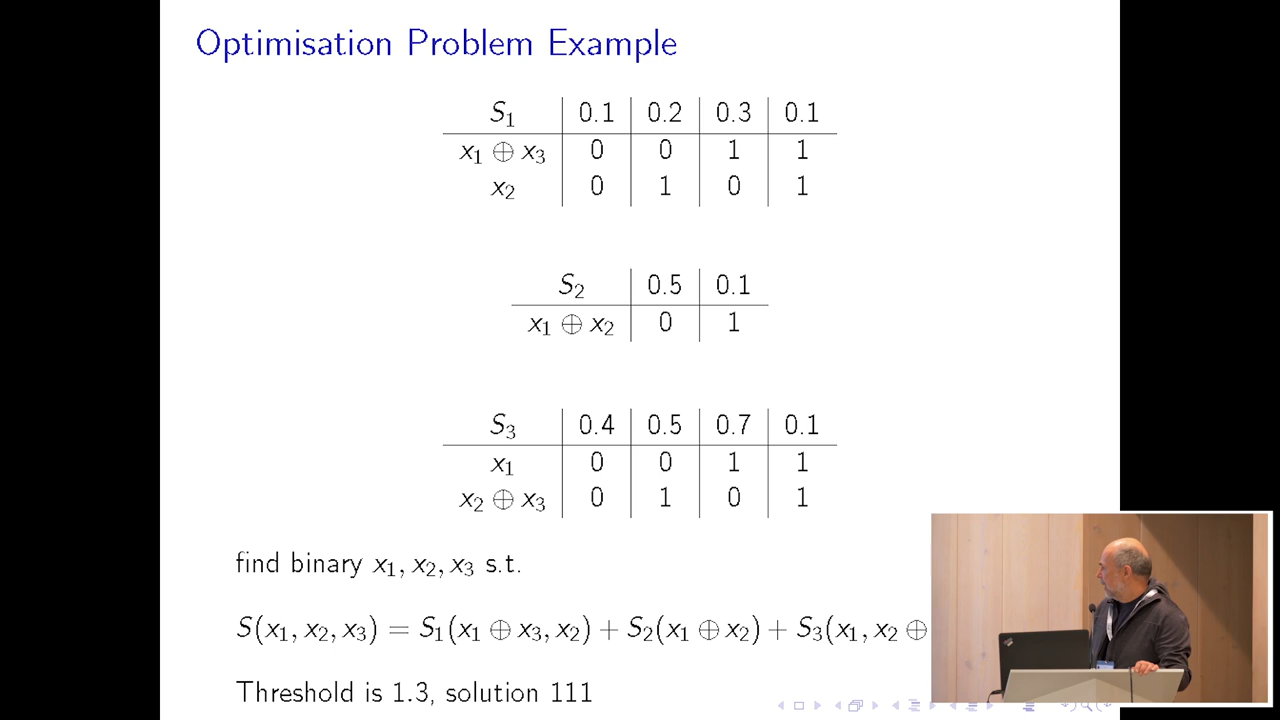 Optimisation Problem Example
S₁ 0.1 0.2 0.3 0.1
x₁ ⊕ x₃ 0 0 1 1
x₂ 0 1 0 1
S₂ 0.5 0.1
x₁ ⊕ x₂ 0 1
S₃ 0.4 0.5 0.7 0.1
x₁ 0 0 1 1
x₂ ⊕ x₃ 0 1 0 1
find binary x₁, x₂, x₃ s.t.
S(x₁, x₂, x₃) = S₁(x₁ ⊕ x₃, x₂) + S₂(x₁ ⊕ x₂) + S₃(x₁, x₂ ⊕
Threshold is 1.3, solution 111